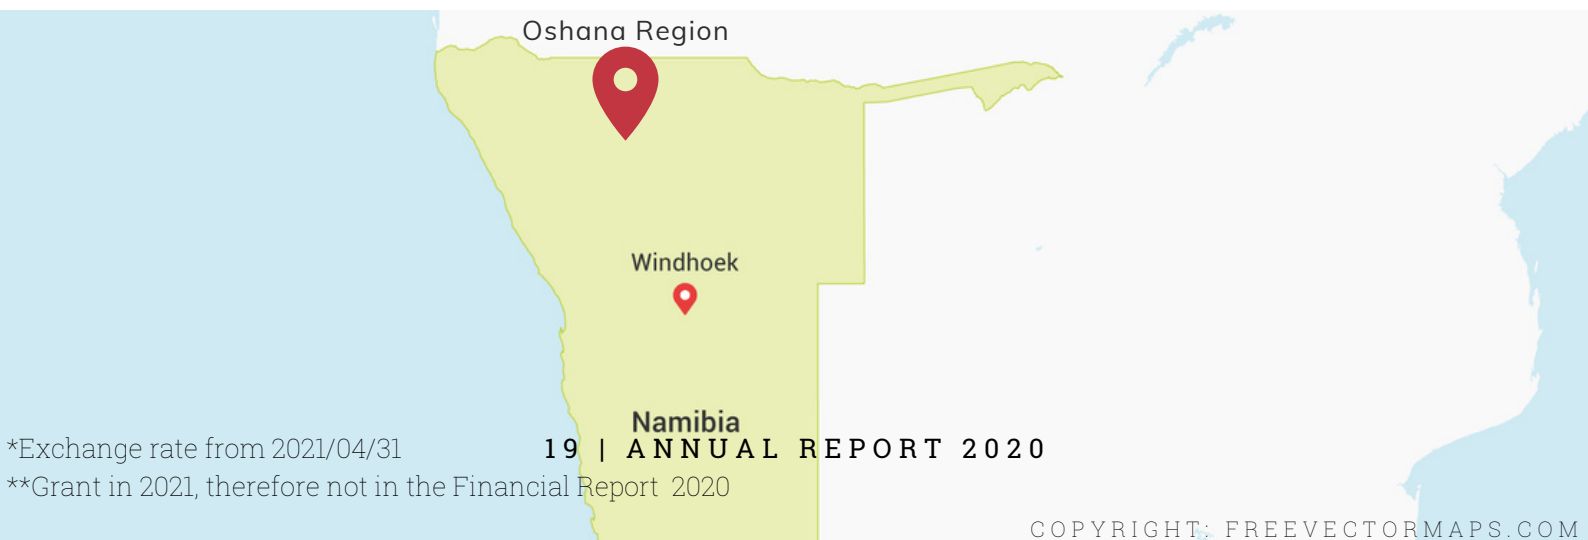 Oshana Region
Windhoek
Namibia
*Exchange rate from 2021/04/31
19 | ANNUAL REPORT 2020
**Grant in 2021, therefore not in the Financial Report 2020
COPYRIGHT: FREEVECTORMAPS.COM